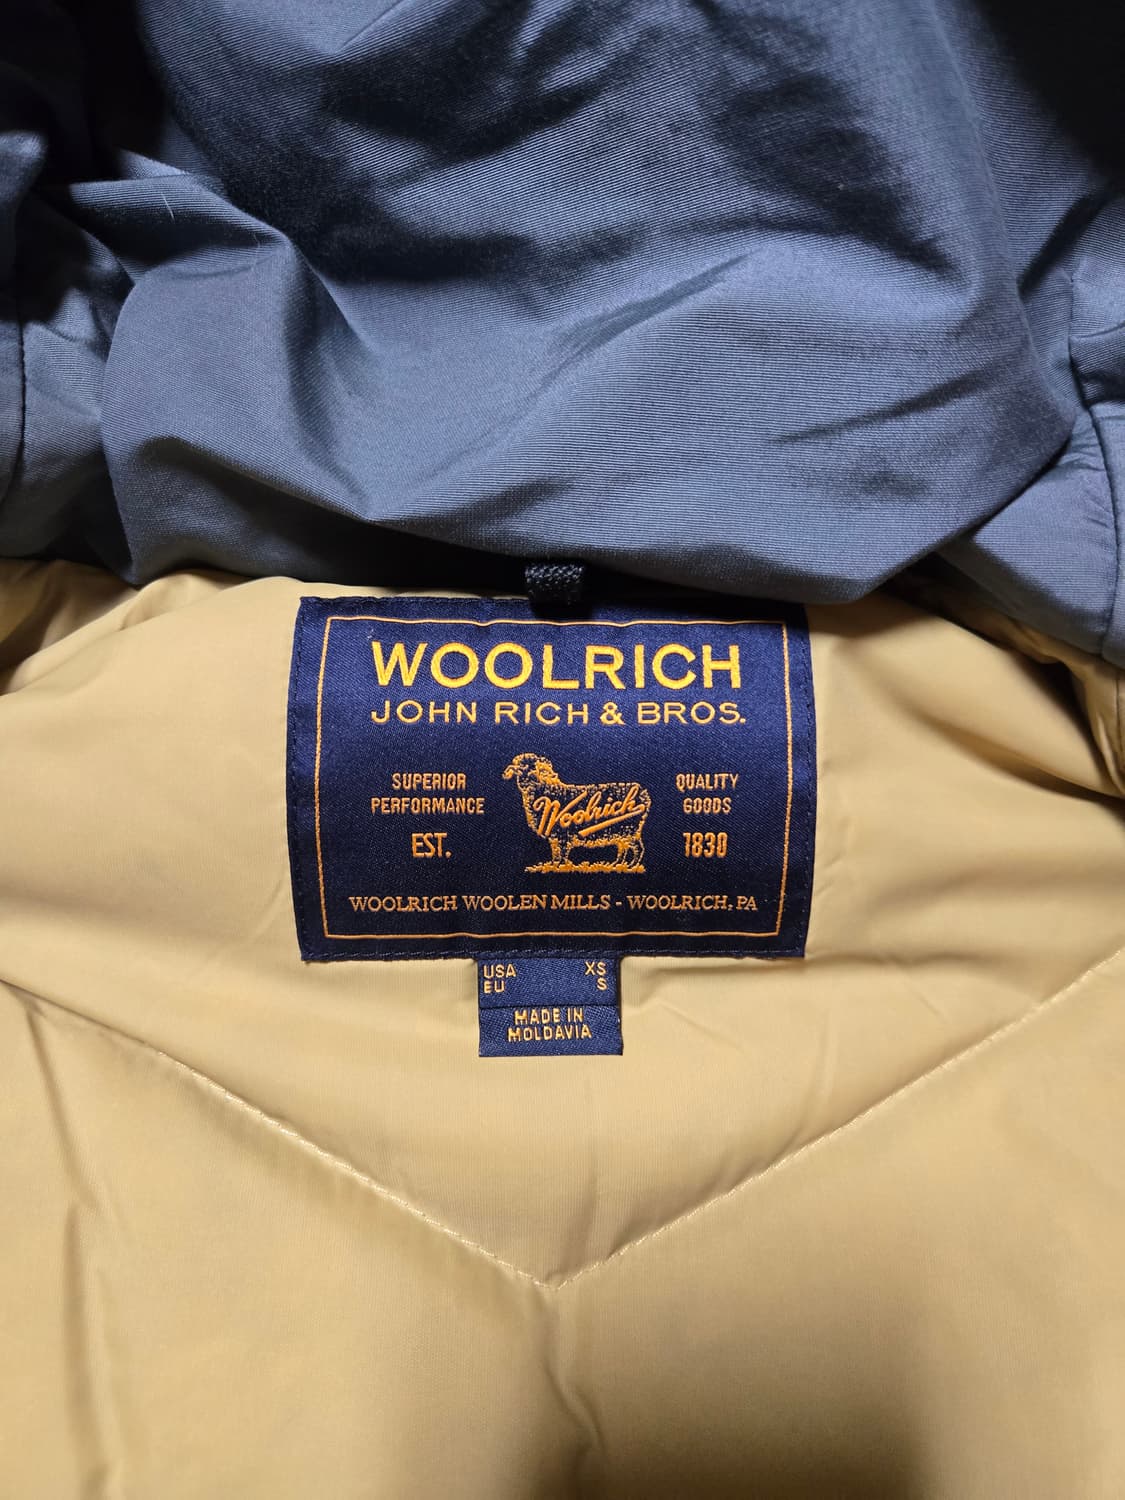 WOOLRICH
JOHN RICH & BROS.
SUPERIOR
PERFORMANCE
EST.
Woolrich
QUALITY
GOODS
1830
WOOLRICH WOOLEN MILLS - WOOLRICH, PA
USA XS
EU S
MADE IN
MOLDAVIA